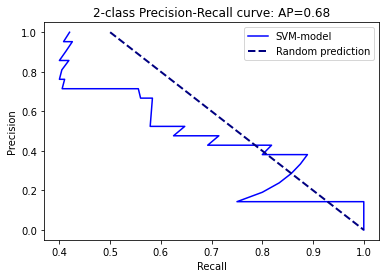 2-class Precision-Recall curve: AP=0.68
SVM-model
Random prediction
Precision
1.0
0.8
0.6
0.4
0.2
0.0
0.4 0.5 0.6 0.7 0.8 0.9 1.0
Recall